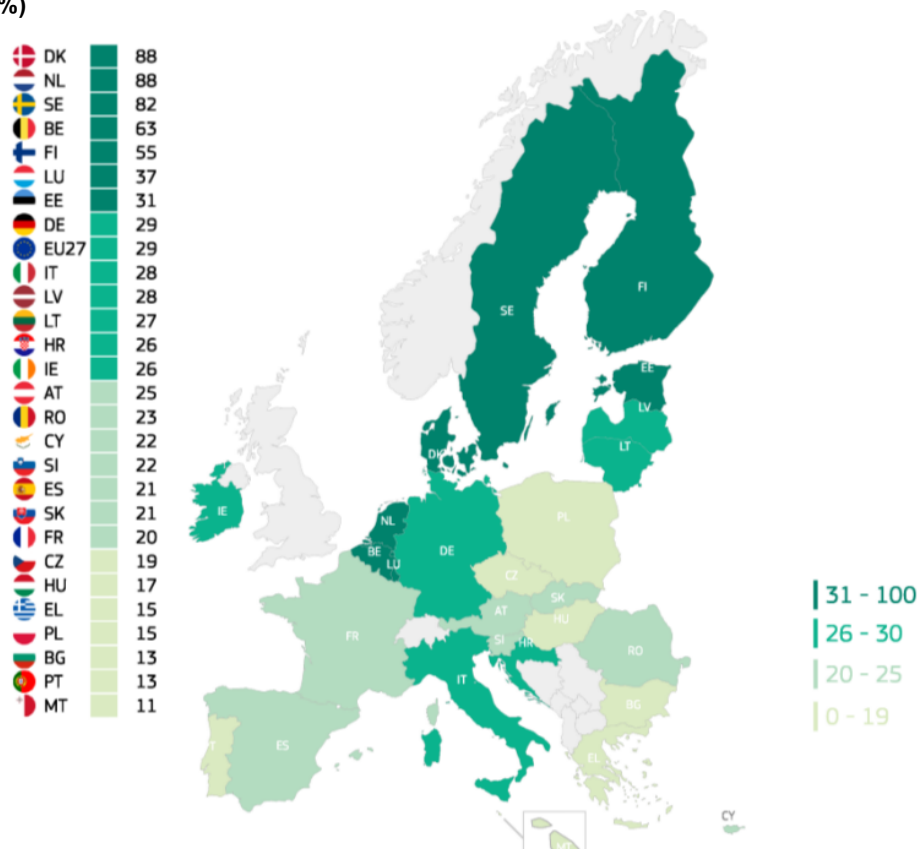 %)
DK 88
NL 88
SE 82
BE 63
FI 55
LU 37
EE 31
DE 29
EU27 29
IT 28
LV 28
LT 27
HR 26
IE 26
AT 25
RO 23
CY 22
SI 22
ES 21
SK 21
FR 20
CZ 19
HU 17
EL 15
PL 15
BG 13
PT 13
MT 11
FI
SE
EE
LV
LT
DK
IE
NL
PL
BE
DE
LU
CZ
SK
AT
HU
FR
SI
HR
RO
IT
BG
T
ES
EL
CY
MT
31 - 100
26 - 30
20 - 25
0 - 19